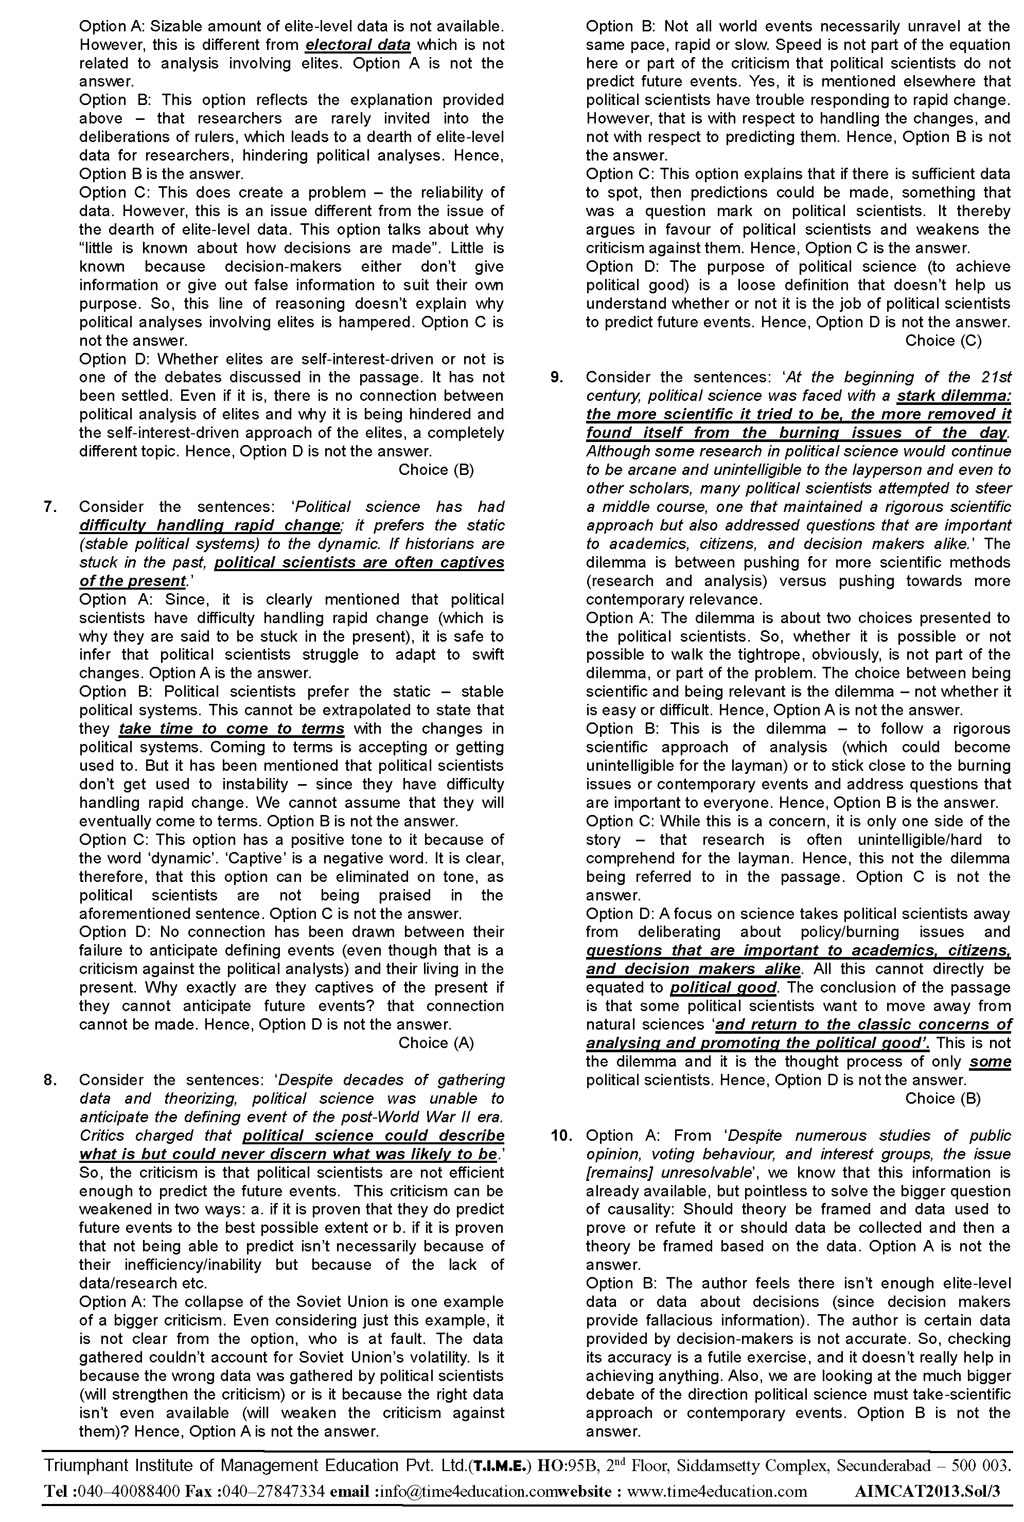 Option A: Sizable amount of elite-level data is not available.
However, this is different from electoral data which is not
related to analysis involving elites. Option A is not the
answer.
Option B: This option reflects the explanation provided
above – that researchers are rarely invited into the
deliberations of rulers, which leads to a dearth of elite-level
data for researchers, hindering political analyses. Hence,
Option B is the answer.
Option C: This does create a problem – the reliability of
data. However, this is an issue different from the issue of
the dearth of elite-level data. This option talks about why
“little is known about how decisions are made”. Little is
known because decision-makers either don’t give
information or give out false information to suit their own
purpose. So, this line of reasoning doesn’t explain why
political analyses involving elites is hampered. Option C is
not the answer.
Option D: Whether elites are self-interest-driven or not is
one of the debates discussed in the passage. It has not
been settled. Even if it is, there is no connection between
political analysis of elites and why it is being hindered and
the self-interest-driven approach of the elites, a completely
different topic. Hence, Option D is not the answer.
Choice (B)
7. Consider the sentences: ‘Political science has had
difficulty handling rapid change; it prefers the static
(stable political systems) to the dynamic. If historians are
stuck in the past, political scientists are often captives
of the present.’
Option A: Since, it is clearly mentioned that political
scientists have difficulty handling rapid change (which is
why they are said to be stuck in the present), it is safe to
infer that political scientists struggle to adapt to swift
changes. Option A is the answer.
Option B: Political scientists prefer the static – stable
political systems. This cannot be extrapolated to state that
they take time to come to terms with the changes in
political systems. Coming to terms is accepting or getting
used to. But it has been mentioned that political scientists
don’t get used to instability – since they have difficulty
handling rapid change. We cannot assume that they will
eventually come to terms. Option B is not the answer.
Option C: This option has a positive tone to it because of
the word ‘dynamic’. ‘Captive’ is a negative word. It is clear,
therefore, that this option can be eliminated on tone, as
political scientists are not being praised in the
aforementioned sentence. Option C is not the answer.
Option D: No connection has been drawn between their
failure to anticipate defining events (even though that is a
criticism against the political analysts) and their living in the
present. Why exactly are they captives of the present if
they cannot anticipate future events? that connection
cannot be made. Hence, Option D is not the answer.
Choice (A)
8. Consider the sentences: ‘Despite decades of gathering
data and theorizing, political science was unable to
anticipate the defining event of the post-World War II era.
Critics charged that political science could describe
what is but could never discern what was likely to be.’
So, the criticism is that political scientists are not efficient
enough to predict the future events. This criticism can be
weakened in two ways: a. if it is proven that they do predict
future events to the best possible extent or b. if it is proven
that not being able to predict isn’t necessarily because of
their inefficiency/inability but because of the lack of
data/research etc.
Option A: The collapse of the Soviet Union is one example
of a bigger criticism. Even considering just this example, it
is not clear from the option, who is at fault. The data
gathered couldn’t account for Soviet Union’s volatility. Is it
because the wrong data was gathered by political scientists
(will strengthen the criticism) or is it because the right data
isn’t even available (will weaken the criticism against
them)? Hence, Option A is not the answer.
Option B: Not all world events necessarily unravel at the
same pace, rapid or slow. Speed is not part of the equation
here or part of the criticism that political scientists do not
predict future events. Yes, it is mentioned elsewhere that
political scientists have trouble responding to rapid change.
However, that is with respect to handling the changes, and
not with respect to predicting them. Hence, Option B is not
the answer.
Option C: This option explains that if there is sufficient data
to spot, then predictions could be made, something that
was a question mark on political scientists. It thereby
argues in favour of political scientists and weakens the
criticism against them. Hence, Option C is the answer.
Option D: The purpose of political science (to achieve
political good) is a loose definition that doesn’t help us
understand whether or not it is the job of political scientists
to predict future events. Hence, Option D is not the answer.
Choice (C)
9. Consider the sentences: ‘At the beginning of the 21st
century, political science was faced with a stark dilemma:
the more scientific it tried to be, the more removed it
found itself from the burning issues of the day.
Although some research in political science would continue
to be arcane and unintelligible to the layperson and even to
other scholars, many political scientists attempted to steer
a middle course, one that maintained a rigorous scientific
approach but also addressed questions that are important
to academics, citizens, and decision makers alike.’ The
dilemma is between pushing for more scientific methods
(research and analysis) versus pushing towards more
contemporary relevance.
Option A: The dilemma is about two choices presented to
the political scientists. So, whether it is possible or not
possible to walk the tightrope, obviously, is not part of the
dilemma, or part of the problem. The choice between being
scientific and being relevant is the dilemma – not whether it
is easy or difficult. Hence, Option A is not the answer.
Option B: This is the dilemma – to follow a rigorous
scientific approach of analysis (which could become
unintelligible for the layman) or to stick close to the burning
issues or contemporary events and address questions that
are important to everyone. Hence, Option B is the answer.
Option C: While this is a concern, it is only one side of the
story – that research is often unintelligible/hard to
comprehend for the layman. Hence, this not the dilemma
being referred to in the passage. Option C is not the
answer.
Option D: A focus on science takes political scientists away
from deliberating about policy/burning issues and
questions that are important to academics, citizens,
and decision makers alike. All this cannot directly be
equated to political good. The conclusion of the passage
is that some political scientists want to move away from
natural sciences ‘and return to the classic concerns of
analysing and promoting the political good’. This is not
the dilemma and it is the thought process of only some
political scientists. Hence, Option D is not the answer.
Choice (B)
10. Option A: From ‘Despite numerous studies of public
opinion, voting behaviour, and interest groups, the issue
[remains] unresolvable’, we know that this information is
already available, but pointless to solve the bigger question
of causality: Should theory be framed and data used to
prove or refute it or should data be collected and then a
theory be framed based on the data. Option A is not the
answer.
Option B: The author feels there isn’t enough elite-level
data or data about decisions (since decision makers
provide fallacious information). The author is certain data
provided by decision-makers is not accurate. So, checking
its accuracy is a futile exercise, and it doesn’t really help in
achieving anything. Also, we are looking at the much bigger
debate of the direction political science must take-scientific
approach or contemporary events. Option B is not the
answer.
Triumphant Institute of Management Education Pvt. Ltd.(T.I.M.E.) HO:95B, 2nd Floor, Siddamsetty Complex, Secunderabad – 500 003.
Tel :040–40088400 Fax :040–27847334 email :info@time4education.comwebsite : www.time4education.com AIMCAT2013.Sol/3